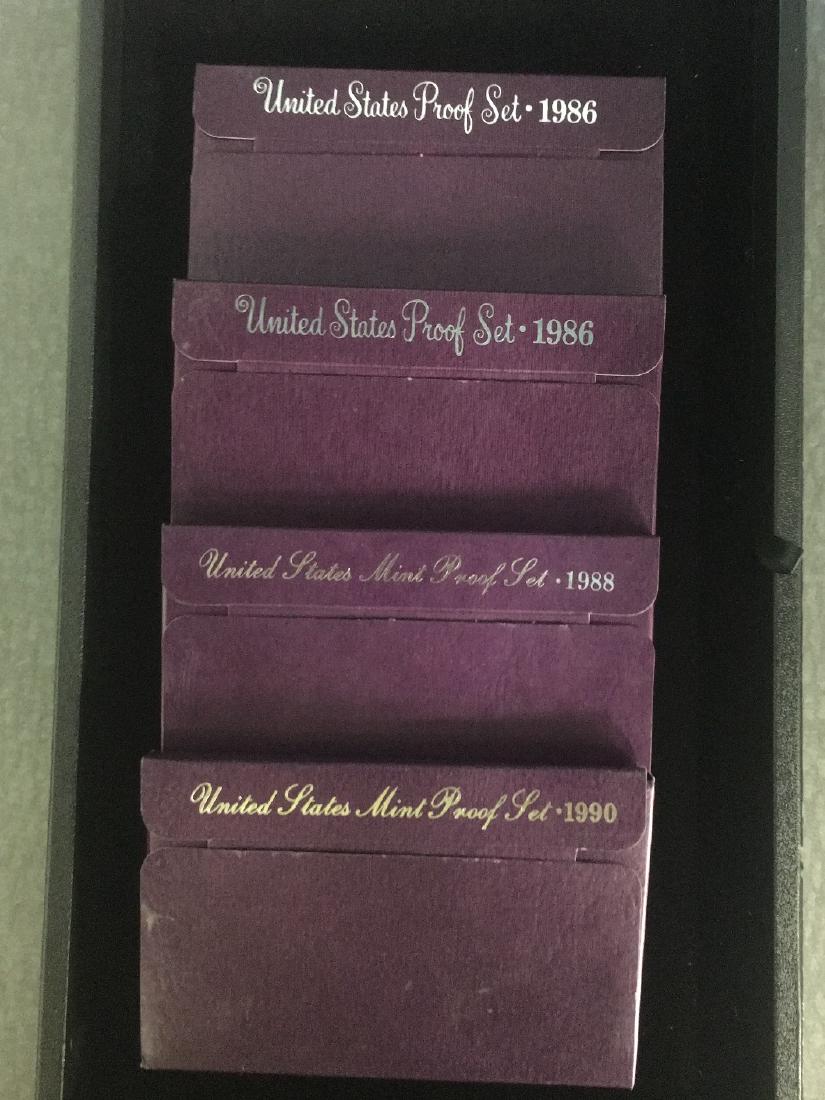 United States Proof Set • 1986
United States Proof Set • 1986
United States Mint Proof Set • 1988
United States Mint Proof Set • 1990